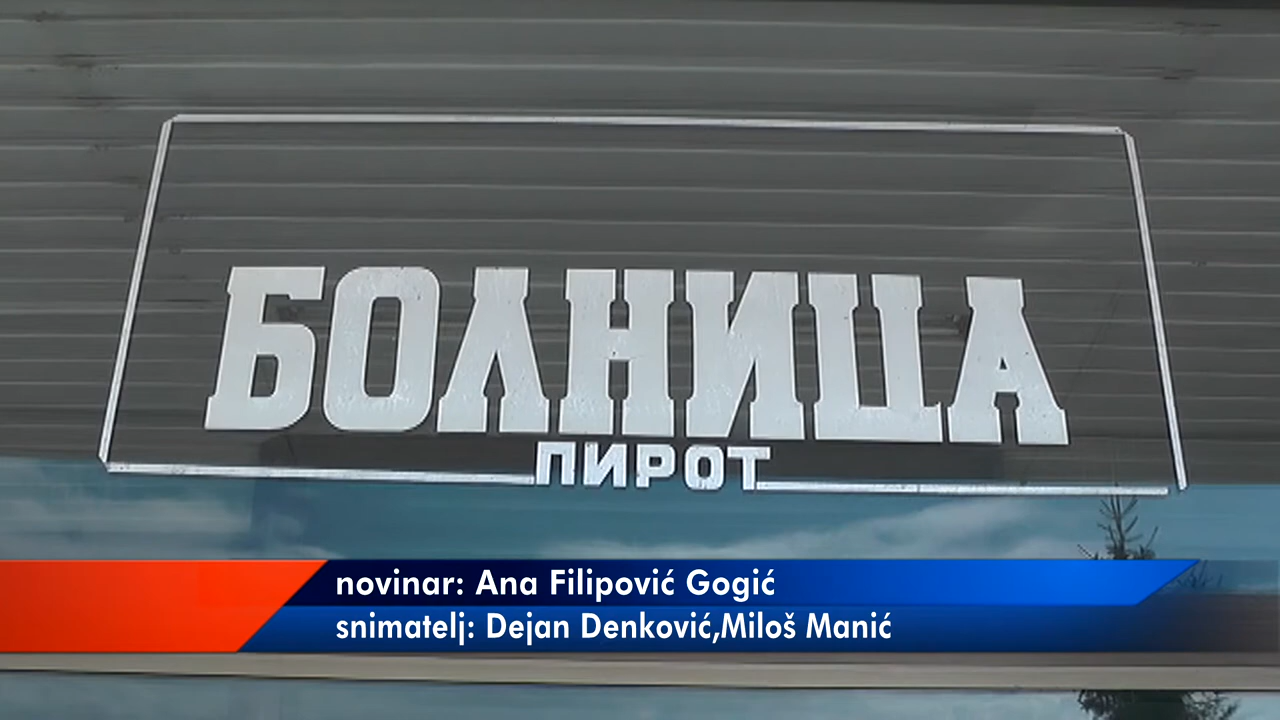 БОЛНИЦА
ПИРОТ
novinar: Ana Filipović Gogić
snimatelj: Dejan Denković,Miloš Manić